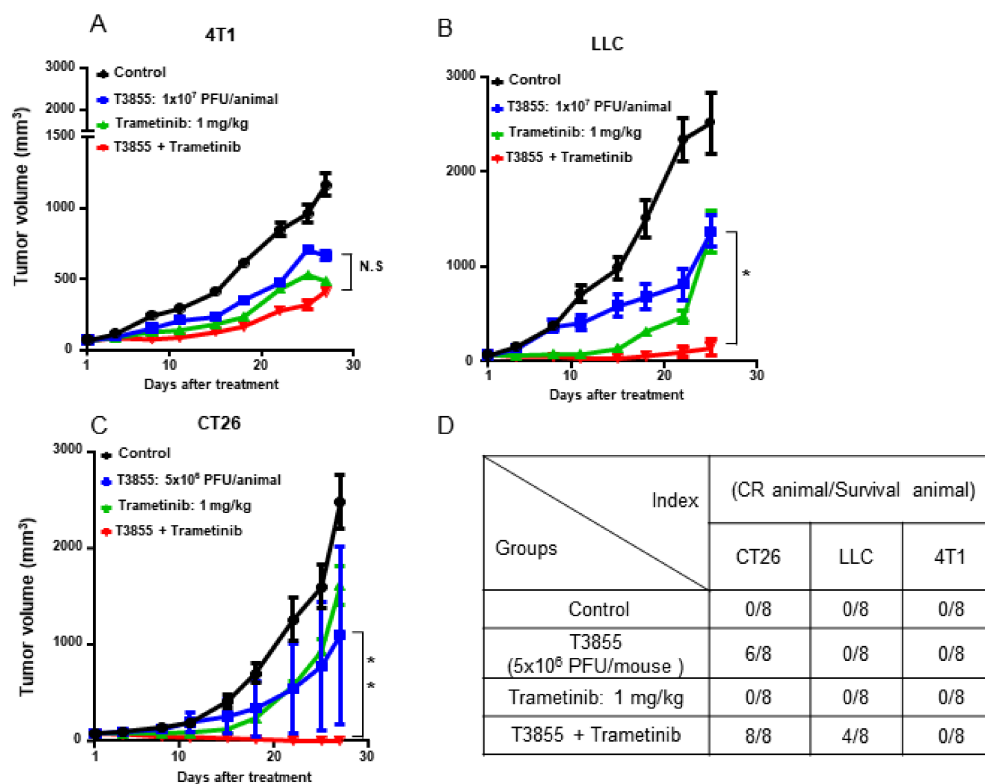 A
4T1
3000
2000
1500
1000
500
0
Tumor volume (mm³)
Control
T3855: 1x10⁷ PFU/animal
Trametinib: 1 mg/kg
T3855 + Trametinib
N.S
1
10
20
30
Days after treatment
B
LLC
3000
2000
1000
0
Tumor volume (mm³)
Control
T3855: 1x10⁷ PFU/animal
Trametinib: 1 mg/kg
T3855 + Trametinib
*
1
10
20
30
Days after treatment
C
CT26
3000
2000
1000
0
Tumor volume (mm³)
Control
T3855: 5x10⁶ PFU/animal
Trametinib: 1 mg/kg
T3855 + Trametinib
*
*
1
10
20
30
Days after treatment
D
Index
Groups
(CR animal/Survival animal)
CT26 LLC 4T1
Control 0/8 0/8 0/8
T3855
(5x10⁶ PFU/mouse ) 6/8 0/8 0/8
Trametinib: 1 mg/kg 0/8 0/8 0/8
T3855 + Trametinib 8/8 4/8 0/8